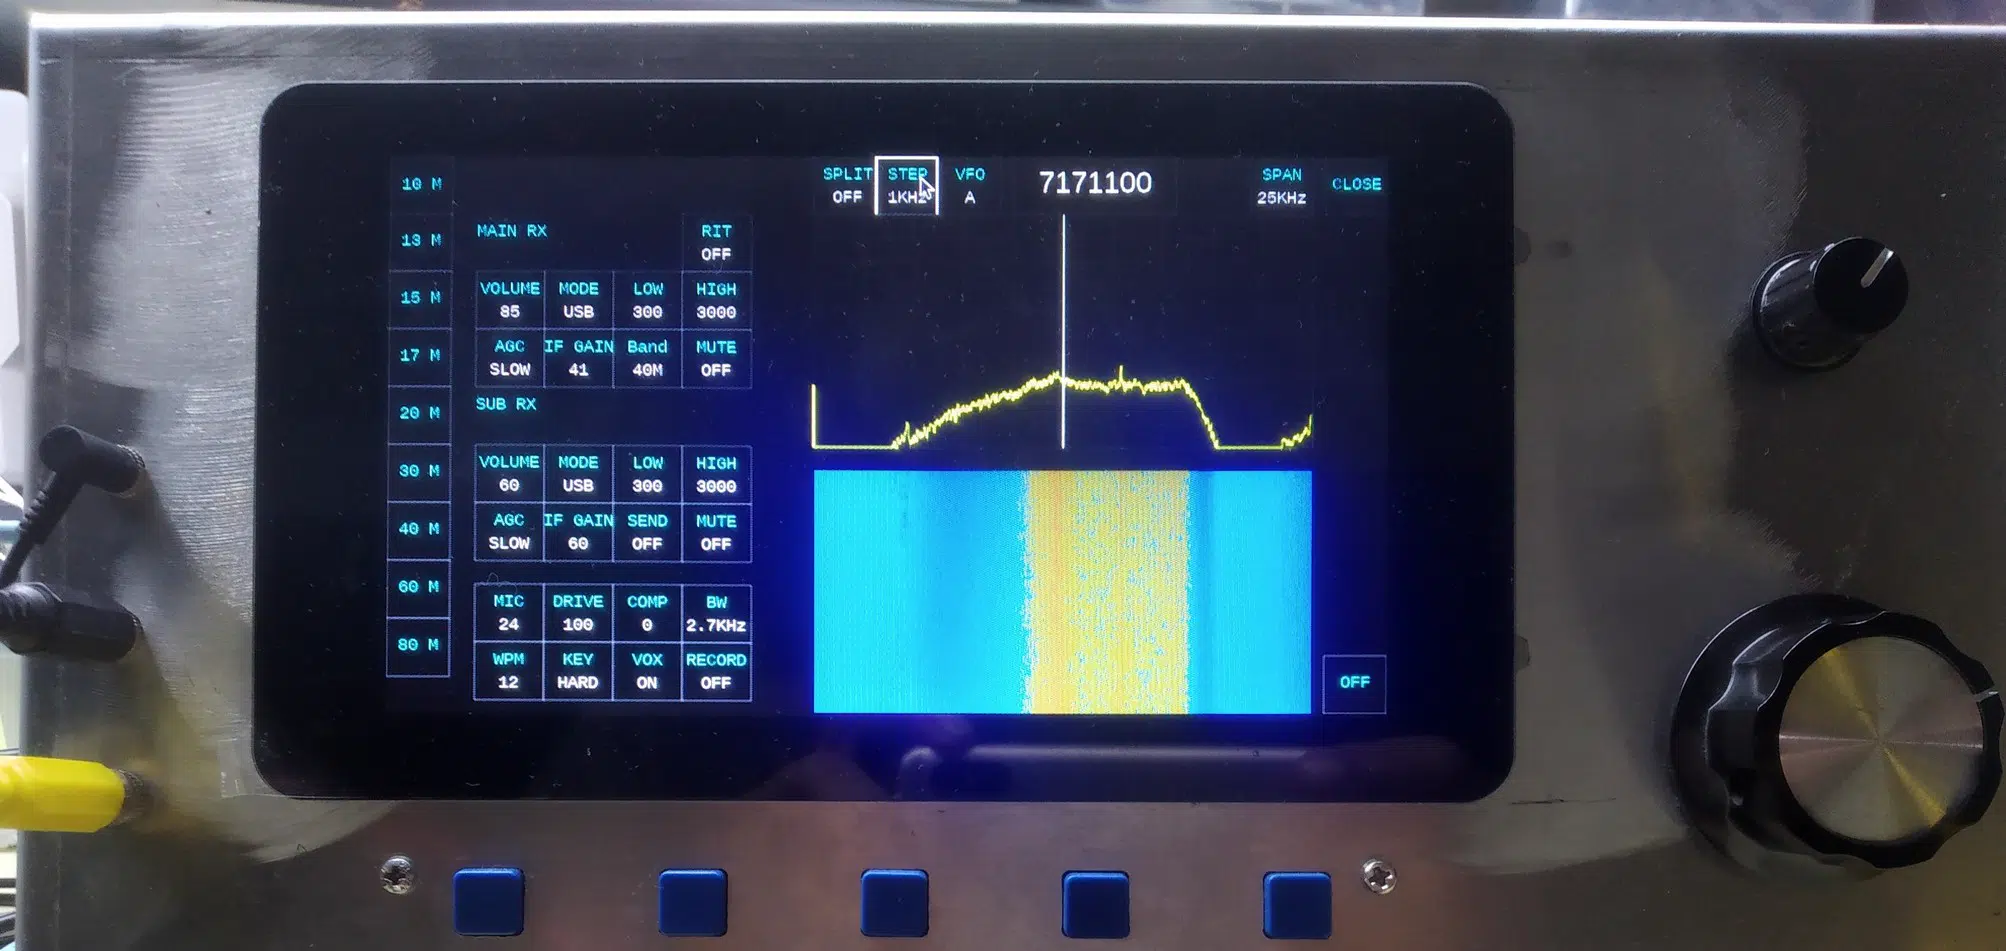 10 M
13 M
15 M
17 M
20 M
30 M
40 M
60 M
80 M
SPLIT STEP VFO
OFF 1KHz A
7171100
SPAN
25KHz
CLOSE
MAIN RX
RIT
OFF
VOLUME MODE LOW HIGH
85 USB 300 3000
AGC IF GAIN Band MUTE
SLOW 41 40M OFF
SUB RX
VOLUME MODE LOW HIGH
60 USB 300 3000
AGC IF GAIN SEND MUTE
SLOW 60 OFF OFF
MIC DRIVE COMP BW
24 100 0 2.7KHz
WPM KEY VOX RECORD
12 HARD ON OFF
OFF